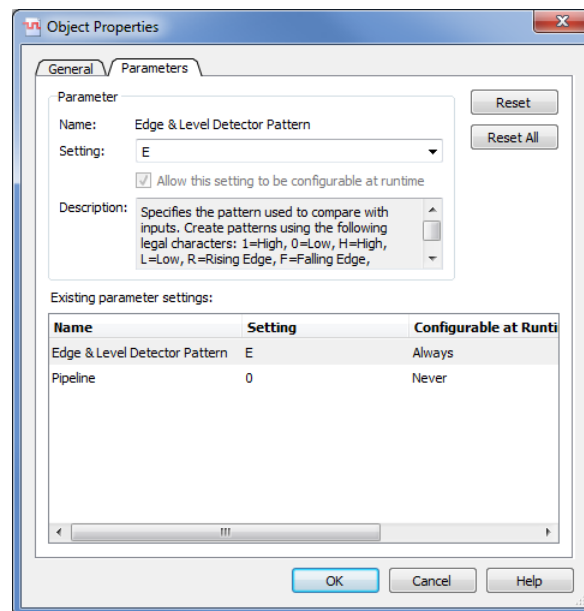 Object Properties
General
Parameters
Parameter
Reset
Name: Edge & Level Detector Pattern
Reset All
Setting: E
Allow this setting to be configurable at runtime
Description: Specifies the pattern used to compare with
inputs. Create patterns using the following
legal characters: 1=High, 0=Low, H=High,
L=Low, R=Rising Edge, F=Falling Edge,
Existing parameter settings:
Name Setting Configurable at Runti
Edge & Level Detector Pattern E Always
Pipeline 0 Never
OK Cancel Help